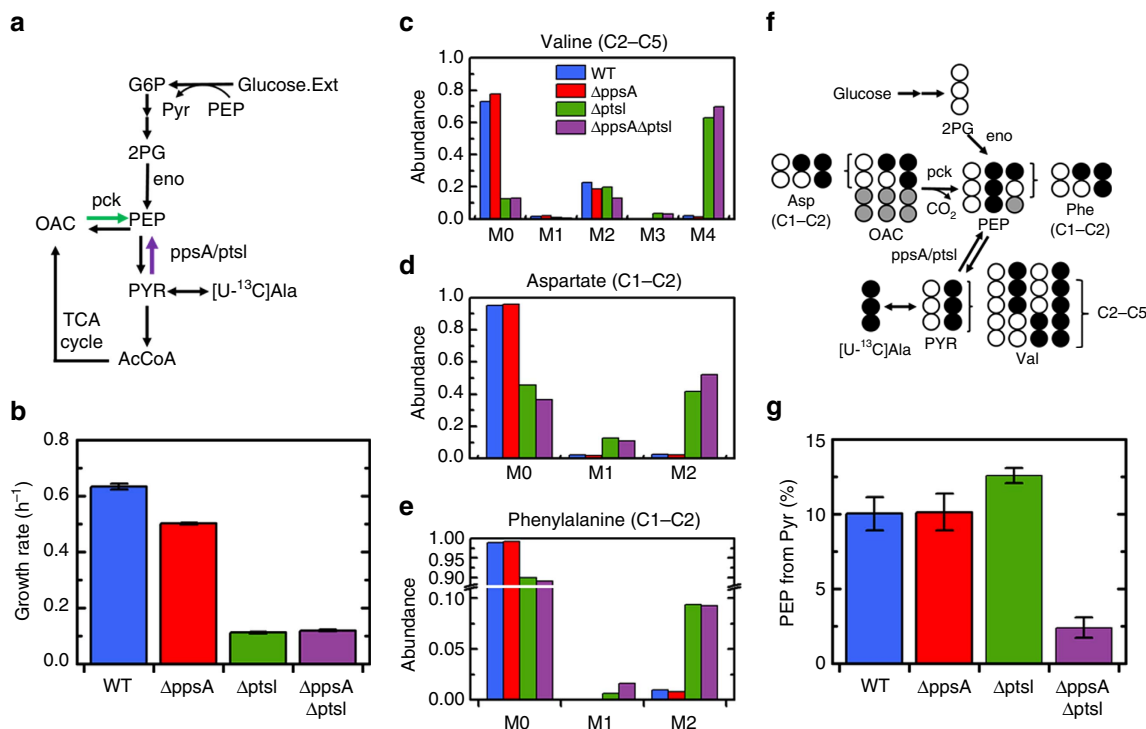 a
G6P
Glucose.Ext
Pyr
PEP
2PG
eno
pck
OAC
PEP
ppsA/ptsI
PYR
[U-¹³C]Ala
TCA
cycle
AcCoA
b
Growth rate (h⁻¹)
0.8
0.6
0.4
0.2
0.0
WT
ΔppsA
ΔptsI
ΔppsA
ΔptsI
c
Valine (C2–C5)
Abundance
1.0
0.8
0.6
0.4
0.2
0.0
WT
ΔppsA
ΔptsI
ΔppsAΔptsI
M0
M1
M2
M3
M4
d
Aspartate (C1–C2)
Abundance
1.0
0.8
0.6
0.4
0.2
0.0
M0
M1
M2
e
Phenylalanine (C1–C2)
Abundance
1.00
0.95
0.90
0.10
0.05
0.00
M0
M1
M2
f
Glucose
2PG
eno
pck
Asp
(C1–C2)
OAC
CO₂
PEP
Phe
(C1–C2)
ppsA/ptsI
[U-¹³C]Ala
PYR
Val
C2–C5
g
PEP from Pyr (%)
15
10
5
0
WT
ΔppsA
ΔptsI
ΔppsA
ΔptsI